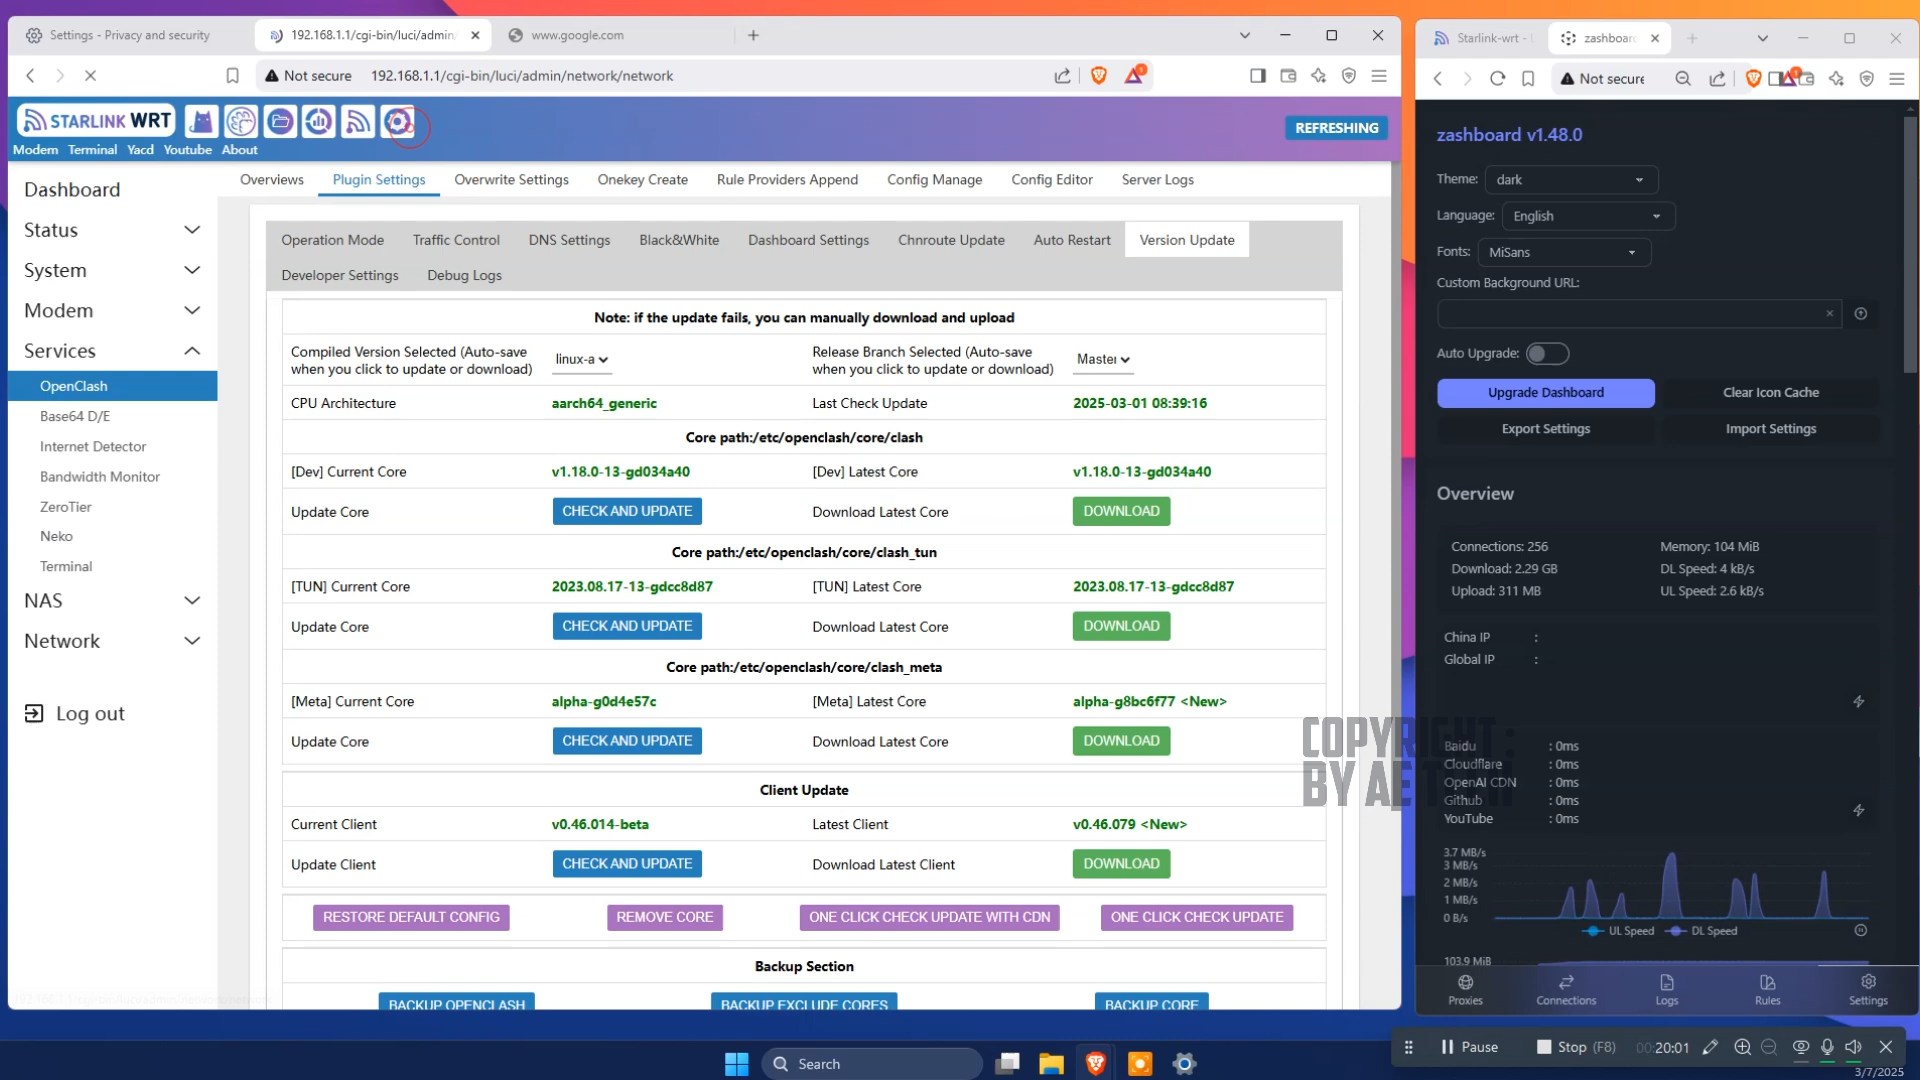 Settings - Privacy and security
192.168.1.1/cgi-bin/luci/admin
www.google.com
Not secure
192.168.1.1/cgi-bin/luci/admin/network/network
STARLINK WRT
Modem Terminal Yacd Youtube About
REFRESHING
Dashboard
Status
System
Modem
Services
OpenClash
Base64 D/E
Internet Detector
Bandwidth Monitor
ZeroTier
Neko
Terminal
NAS
Network
Log out
Overviews Plugin Settings Overwrite Settings Onekey Create Rule Providers Append Config Manage Config Editor Server Logs
Operation Mode Traffic Control DNS Settings Black&White Dashboard Settings Chnroute Update Auto Restart Version Update
Developer Settings Debug Logs
Note: if the update fails, you can manually download and upload
Compiled Version Selected (Auto-save when you click to update or download)
linux-a
Release Branch Selected (Auto-save when you click to update or download)
Master
CPU Architecture aarch64_generic Last Check Update 2025-03-01 08:39:16
Core path:/etc/openclash/core/clash
[Dev] Current Core v1.18.0-13-gd034a40 [Dev] Latest Core v1.18.0-13-gd034a40
Update Core CHECK AND UPDATE Download Latest Core DOWNLOAD
Core path:/etc/openclash/core/clash_tun
[TUN] Current Core 2023.08.17-13-gdcc8d87 [TUN] Latest Core 2023.08.17-13-gdcc8d87
Update Core CHECK AND UPDATE Download Latest Core DOWNLOAD
Core path:/etc/openclash/core/clash_meta
[Meta] Current Core alpha-g0d4e57c [Meta] Latest Core alpha-g8bc6f77 <New>
Update Core CHECK AND UPDATE Download Latest Core DOWNLOAD
Client Update
Current Client v0.46.014-beta Latest Client v0.46.079 <New>
Update Client CHECK AND UPDATE Download Latest Client DOWNLOAD
RESTORE DEFAULT CONFIG REMOVE CORE ONE CLICK CHECK UPDATE WITH CDN ONE CLICK CHECK UPDATE
Backup Section
BACKUP OPENCLASH BACKUP EXCLUDE CORES BACKUP CORE
Starlink-wrt -
zashboard
Not secure
zashboard v1.48.0
Theme: dark
Language: English
Fonts: MiSans
Custom Background URL:
Auto Upgrade:
Upgrade Dashboard Clear Icon Cache
Export Settings Import Settings
Overview
Connections: 256 Memory: 104 MiB
Download: 2.29 GB DL Speed: 4 kB/s
Upload: 311 MB UL Speed: 2.6 kB/s
China IP :
Global IP :
COPYRIGHT :
BY
Baidu : 0ms
Cloudflare : 0ms
OpenAI CDN : 0ms
Github : 0ms
YouTube : 0ms
3.7 MB/s
3 MB/s
2 MB/s
1 MB/s
0 B/s
UL Speed DL Speed
103.9 MiB
Proxies Connections Logs Rules Settings
Pause Stop (F8) 00:20:01
Search
3/7/2025